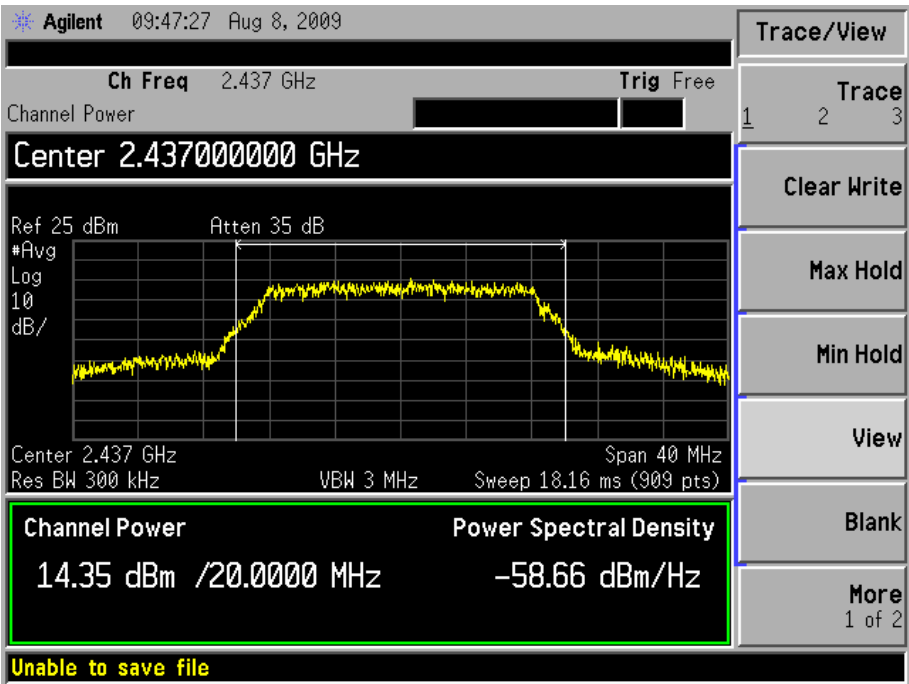 Agilent 09:47:27 Aug 8, 2009
Trace/View
Ch Freq 2.437 GHz Trig Free
Channel Power
Center 2.437000000 GHz
Ref 25 dBm Atten 35 dB
#Avg
Log
10
dB/
Center 2.437 GHz Span 40 MHz
Res BW 300 kHz VBW 3 MHz Sweep 18.16 ms (909 pts)
Channel Power Power Spectral Density
14.35 dBm /20.0000 MHz -58.66 dBm/Hz
Unable to save file
Trace
1 2 3
Clear Write
Max Hold
Min Hold
View
Blank
More
1 of 2